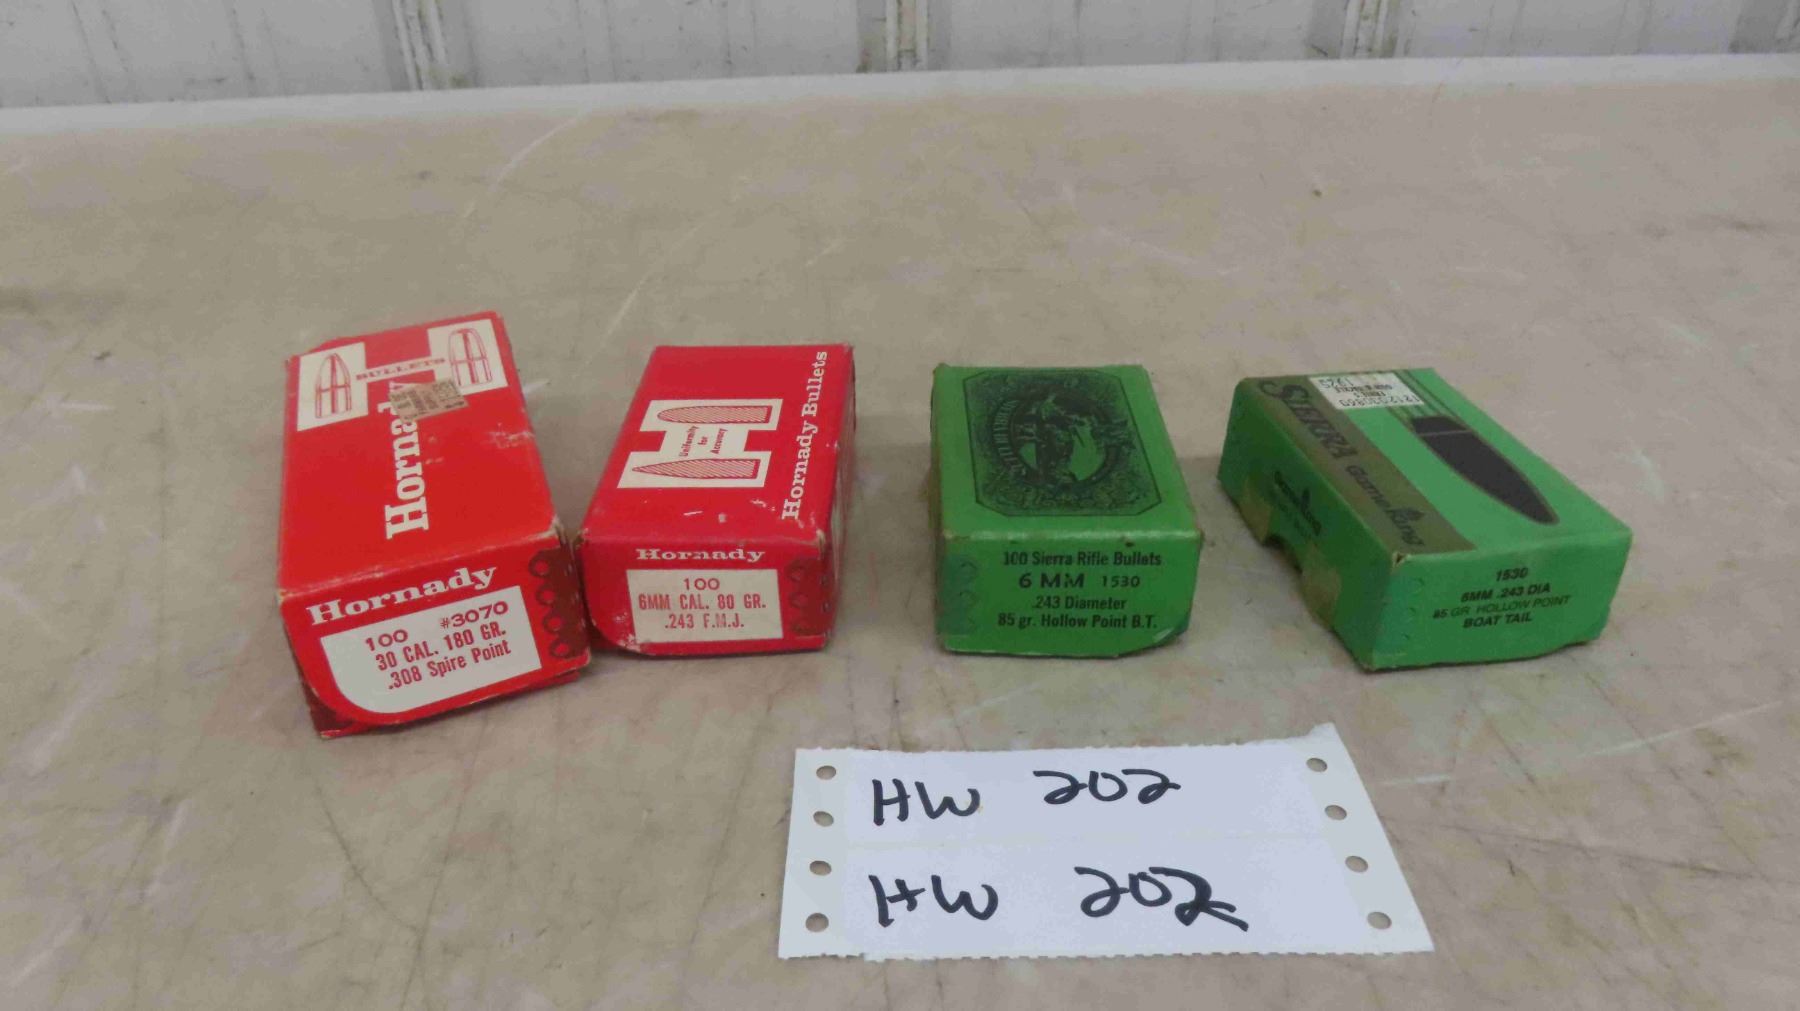 BULLETS
Hornady
Hornady
100 #3070
30 CAL. 180 GR.
.308 Spire Point
Uniformity
for
Accuracy
Hornady Bullets
Hornady
100
6MM CAL. 80 GR.
.243 F.M.J.
100 Sierra Rifle Bullets
6 MM 1530
.243 Diameter
85 gr. Hollow Point B.T.
SIERRA GameKing
GameKing
1530
6MM .243 DIA
85 GR. HOLLOW POINT
BOAT TAIL
HW 202
HW 202